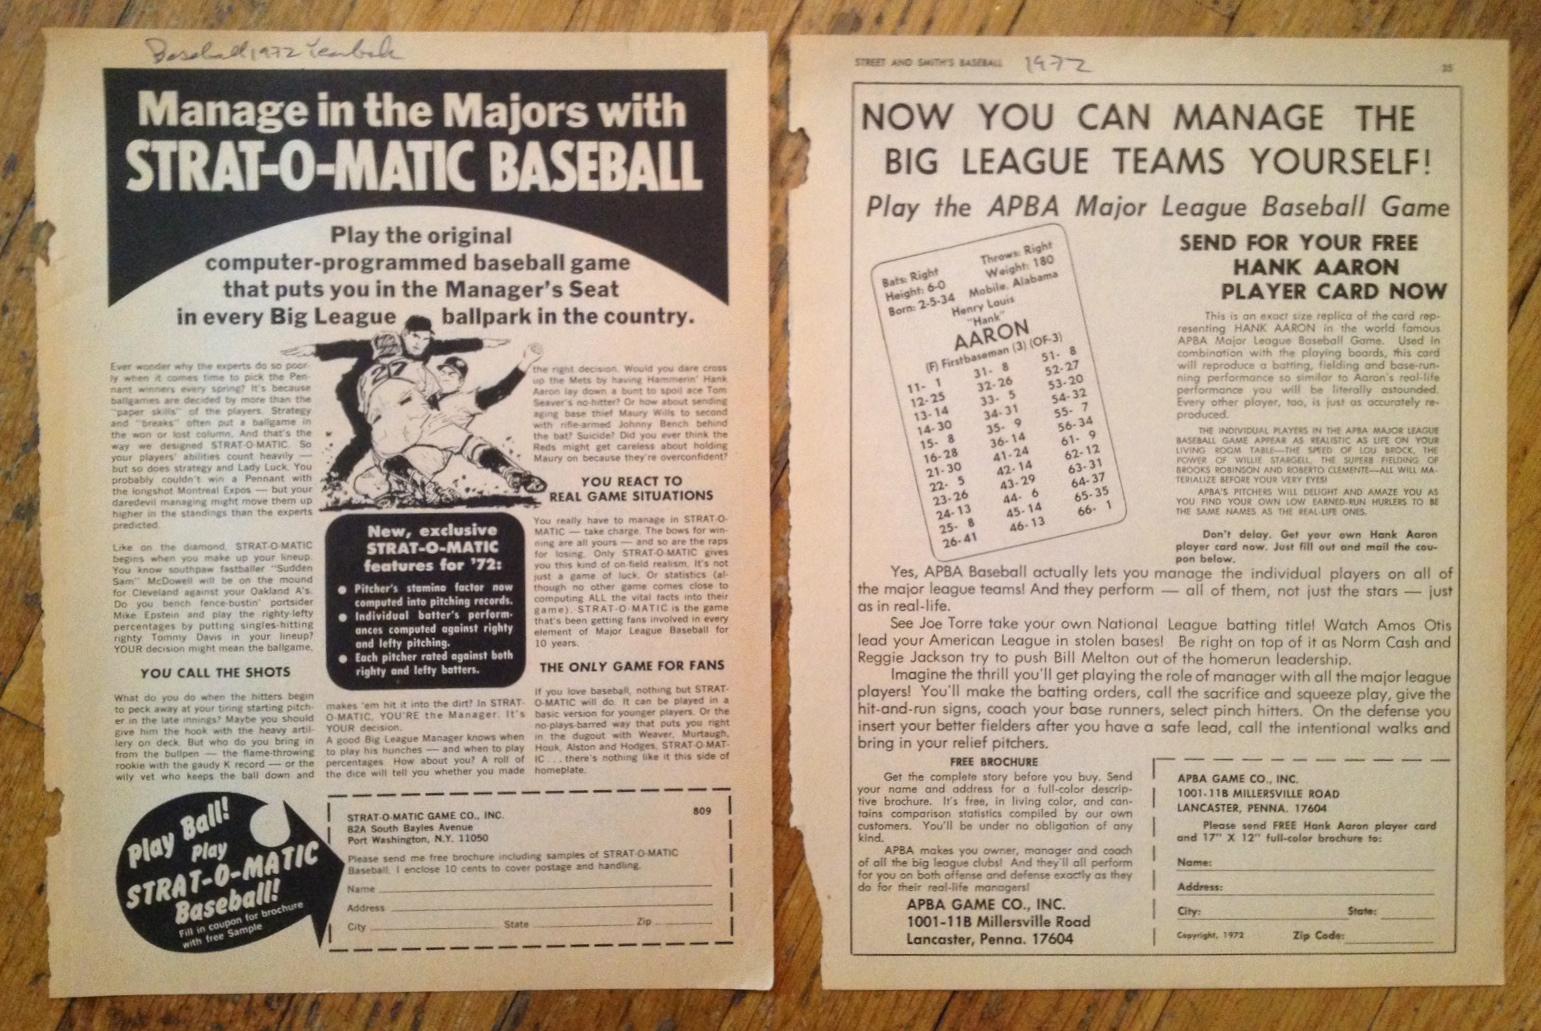 Baseball 1972 Yearbook
Manage in the Majors with
STRAT-O-MATIC BASEBALL
Play the original
computer-programmed baseball game
that puts you in the Manager's Seat
in every Big League ballpark in the country.
Ever wonder why the experts do so poor-
ly when it comes time to pick the Pen-
nant winners every spring? It's because
ballgames are decided by more than the
"paper skills" of the players. Strategy
and "breaks" often put a ballgame in
the won or lost column. And that's the
way we designed STRAT-O-MATIC. So
your players' abilities count heavily —
but so does strategy and Lady Luck. You
probably couldn't win a Pennant with
the longshot Montreal Expos — but your
daredevil managing might move them up
higher in the standings than the experts
predicted.
Like on the diamond, STRAT-O-MATIC
begins when you make up your lineup.
You know southpaw fastballer "Sudden
Sam" McDowell will be on the mound
for Cleveland against your Oakland A's.
Do you bench fence-bustin' portsider
Mike Epstein and play the righty-lefty
percentages by putting singles-hitting
righty Tommy Davis in your lineup?
YOUR decision might mean the ballgame.
YOU CALL THE SHOTS
What do you do when the hitters begin
to peck away at your tiring starting pitch-
er in the late innings? Maybe you should
give him the hook with the heavy artil-
lery on deck. But who do you bring in
from the bullpen — the flame-throwing
rookie with the gaudy K record — or the
wily vet who keeps the ball down and
27
New, exclusive
STRAT-O-MATIC
features for '72:
● Pitcher's stamina factor now
computed into pitching records.
● Individual batter's perform-
ances computed against righty
and lefty pitching.
● Each pitcher rated against both
righty and lefty batters.
makes 'em hit it into the dirt? In STRAT-
O-MATIC, YOU'RE the Manager. It's
YOUR decision.
A good Big League Manager knows when
to play his hunches — and when to play
percentages. How about you? A roll of
the dice will tell you whether you made
the right decision. Would you dare cross
up the Mets by having Hammerin' Hank
Aaron lay down a bunt to spoil ace Tom
Seaver's no-hitter? Or how about sending
aging base thief Maury Wills to second
with rifle-armed Johnny Bench behind
the bat? Suicide? Did you ever think the
Reds might get careless about holding
Maury on because they're overconfident?
YOU REACT TO
REAL GAME SITUATIONS
You really have to manage in STRAT-O-
MATIC — take charge. The bows for win-
ning are all yours — and so are the raps
for losing. Only STRAT-O-MATIC gives
you this kind of on-field realism. It's not
just a game of luck. Or statistics (al-
though no other game comes close to
computing ALL the vital facts into their
game). STRAT-O-MATIC is the game
that's been getting fans involved in every
element of Major League Baseball for
10 years.
THE ONLY GAME FOR FANS
If you love baseball, nothing but STRAT-
O-MATIC will do. It can be played in a
basic version for younger players. Or the
no-plays-barred way that puts you right
in the dugout with Weaver, Murtaugh,
Houk, Alston and Hodges. STRAT-O-MAT-
IC . . . there's nothing like it this side of
homeplate.
Play Ball!
Play
STRAT-O-MATIC
Baseball!
Fill in coupon for brochure
with free Sample
STRAT-O-MATIC GAME CO., INC. 809
82A South Bayles Avenue
Port Washington, N.Y. 11050
Please send me free brochure including samples of STRAT-O-MATIC
Baseball. I enclose 10 cents to cover postage and handling.
Name
Address
City State Zip
STREET AND SMITH'S BASEBALL 1972 35
NOW YOU CAN MANAGE THE
BIG LEAGUE TEAMS YOURSELF!
Play the APBA Major League Baseball Game
Bats: Right Throws: Right
Height: 6-0 Weight: 180
Born: 2-5-34 Mobile, Alabama
Henry Louis
"Hank"
AARON
(F) Firstbaseman (3) (OF-3)
11- 1 31- 8 51- 8
12-25 32-26 52-27
13-14 33- 5 53-20
14-30 34-31 54-32
15- 8 35- 9 55- 7
16-28 36-14 56-34
21-30 41-24 61- 9
22- 5 42-14 62-12
23-26 43-29 63-31
24-13 44- 6 64-37
25- 8 45-14 65-35
26-41 46-13 66- 1
SEND FOR YOUR FREE
HANK AARON
PLAYER CARD NOW
This is an exact size replica of the card rep-
resenting HANK AARON in the world famous
APBA Major League Baseball Game. Used in
combination with the playing boards, this card
will reproduce a batting, fielding and base-run-
ning performance so similar to Aaron's real-life
performance you will be literally astounded.
Every other player, too, is just as accurately re-
produced.
THE INDIVIDUAL PLAYERS IN THE APBA MAJOR LEAGUE
BASEBALL GAME APPEAR AS REALISTIC AS LIFE ON YOUR
LIVING ROOM TABLE—THE SPEED OF LOU BROCK, THE
POWER OF WILLIE STARGELL, THE SUPERB FIELDING OF
BROOKS ROBINSON AND ROBERTO CLEMENTE—ALL WILL MA-
TERIALIZE BEFORE YOUR VERY EYES!
APBA'S PITCHERS WILL DELIGHT AND AMAZE YOU AS
YOU FIND YOUR OWN LOW EARNED-RUN HURLERS TO BE
THE SAME NAMES AS THE REAL-LIFE ONES.
Don't delay. Get your own Hank Aaron
player card now. Just fill out and mail the cou-
pon below.
Yes, APBA Baseball actually lets you manage the individual players on all of
the major league teams! And they perform — all of them, not just the stars — just
as in real-life.
See Joe Torre take your own National League batting title! Watch Amos Otis
lead your American League in stolen bases! Be right on top of it as Norm Cash and
Reggie Jackson try to push Bill Melton out of the homerun leadership.
Imagine the thrill you'll get playing the role of manager with all the major league
players! You'll make the batting orders, call the sacrifice and squeeze play, give the
hit-and-run signs, coach your base runners, select pinch hitters. On the defense you
insert your better fielders after you have a safe lead, call the intentional walks and
bring in your relief pitchers.
FREE BROCHURE
Get the complete story before you buy. Send
your name and address for a full-color descrip-
tive brochure. It's free, in living color, and con-
tains comparison statistics compiled by our own
customers. You'll be under no obligation of any
kind.
APBA makes you owner, manager and coach
of all the big league clubs! And they'll all perform
for you on both offense and defense exactly as they
do for their real-life managers!
APBA GAME CO., INC.
1001-11B Millersville Road
Lancaster, Penna. 17604
APBA GAME CO., INC.
1001-11B MILLERSVILLE ROAD
LANCASTER, PENNA. 17604
Please send FREE Hank Aaron player card
and 17" X 12" full-color brochure to:
Name:
Address:
City: State:
Copyright, 1972 Zip Code: